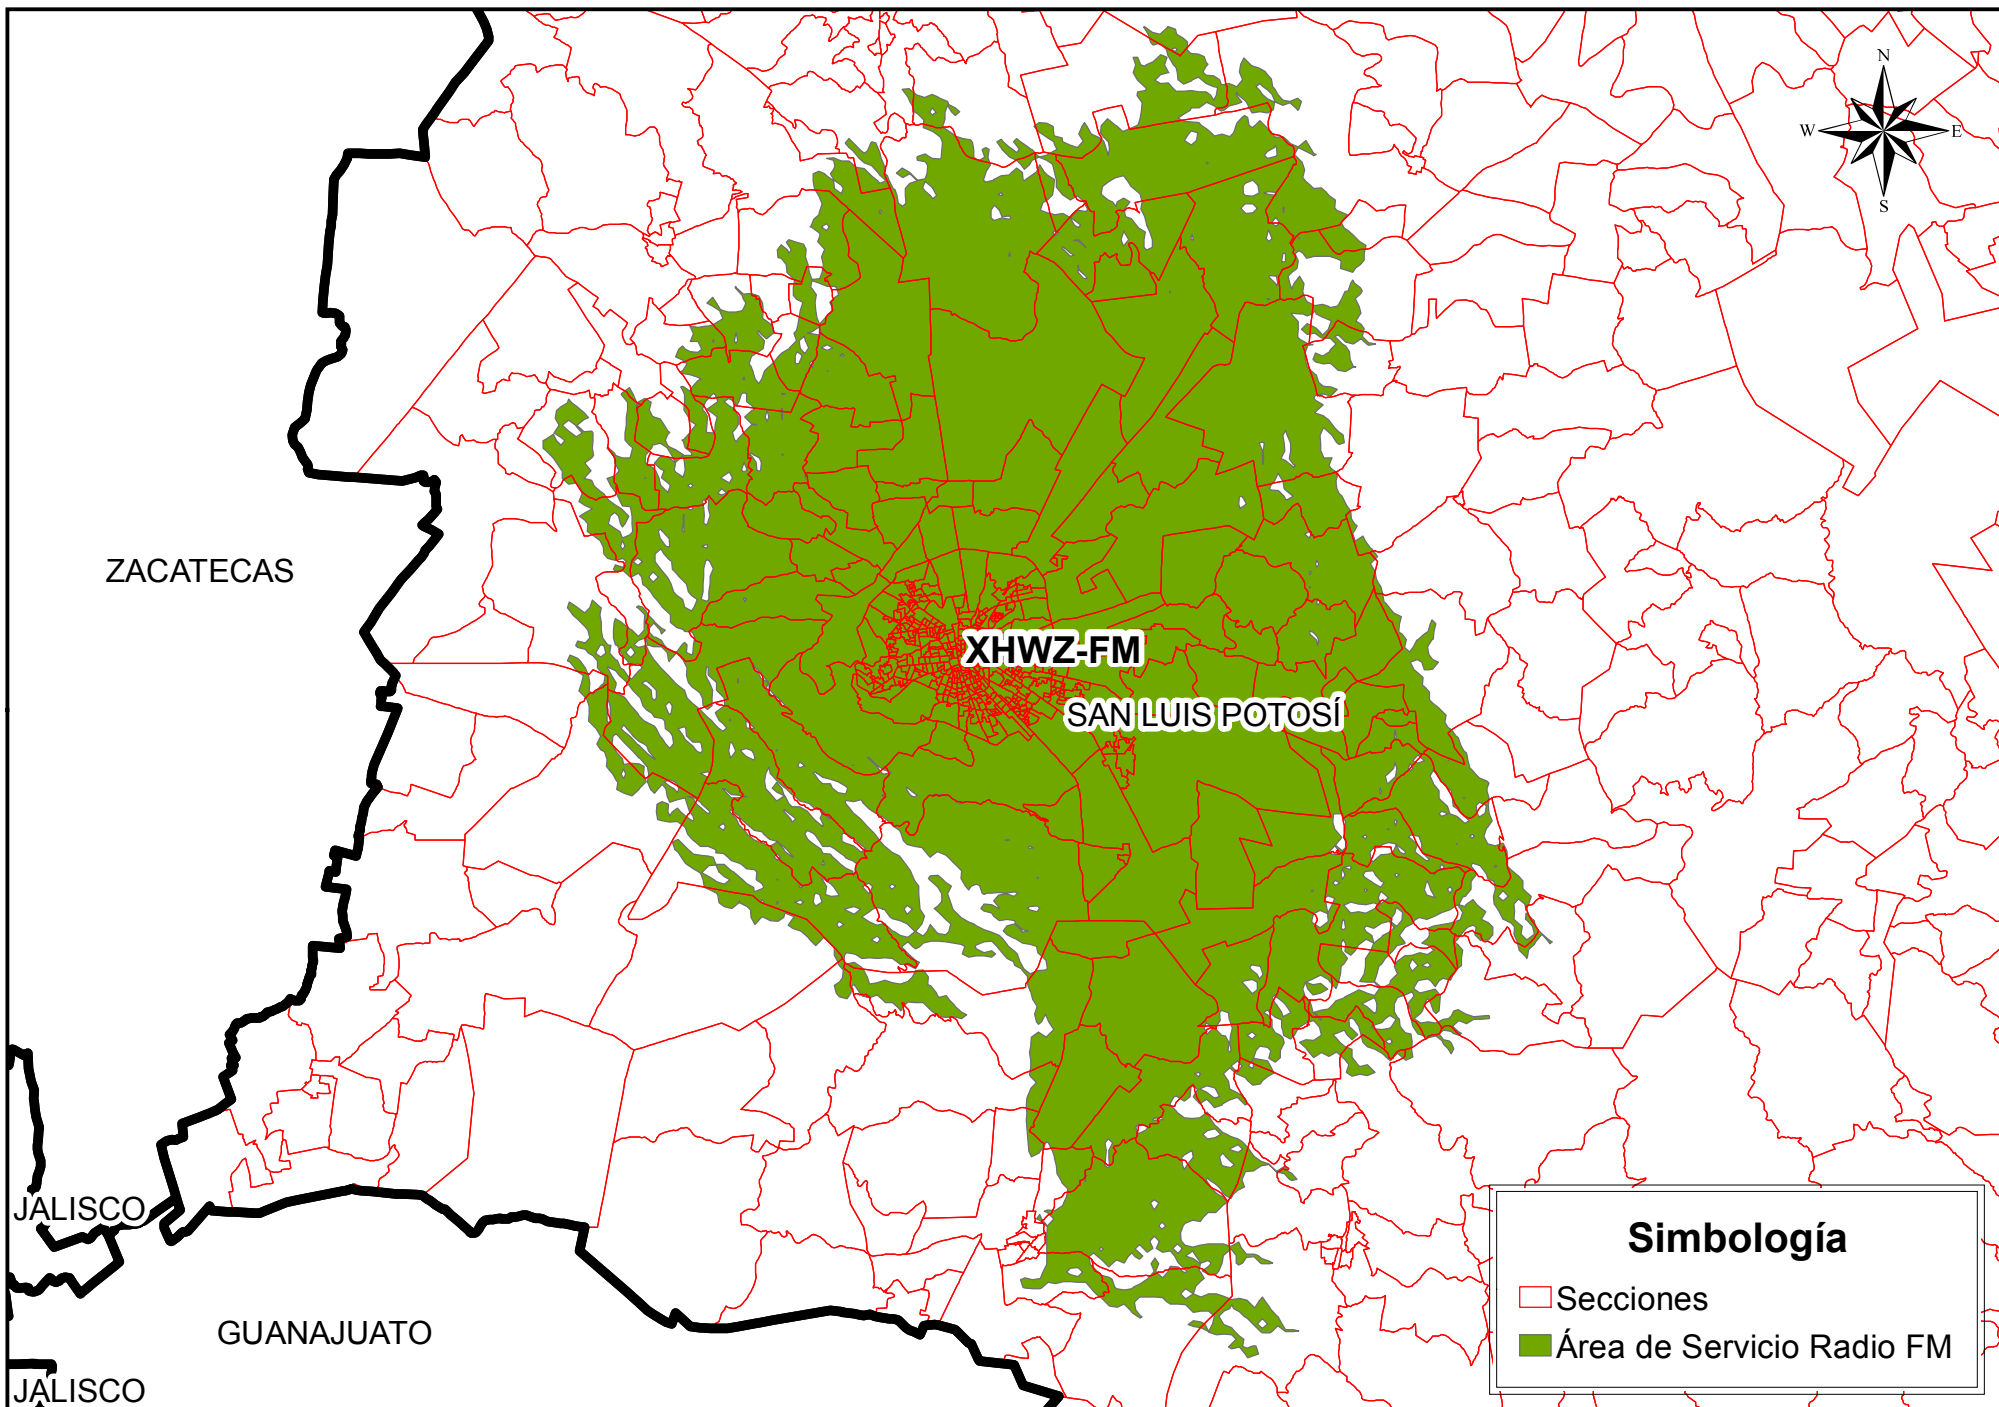 N
W E
S
ZACATECAS
XHWZ-FM
SAN LUIS POTOSÍ
JALISCO
GUANAJUATO
JALISCO
Simbología
Secciones
Área de Servicio Radio FM